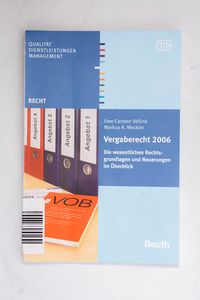 QUALITÄT
DIENSTLEISTUNGEN
MANAGEMENT
DIN
RECHT
Uwe-Carsten Völlink
Markus A. Meckler
Vergaberecht 2006
Die wesentlichen Rechts-
grundlagen und Neuerungen
im Überblick
Angebot 4
Angebot 3
Angebot 2
Angebot 1
VOB
Beuth